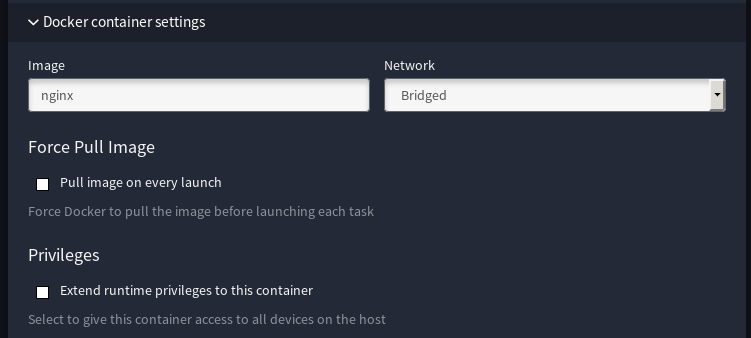 Docker container settings
Image Network
nginx Bridged
Force Pull Image
Pull image on every launch
Force Docker to pull the image before launching each task
Privileges
Extend runtime privileges to this container
Select to give this container access to all devices on the host